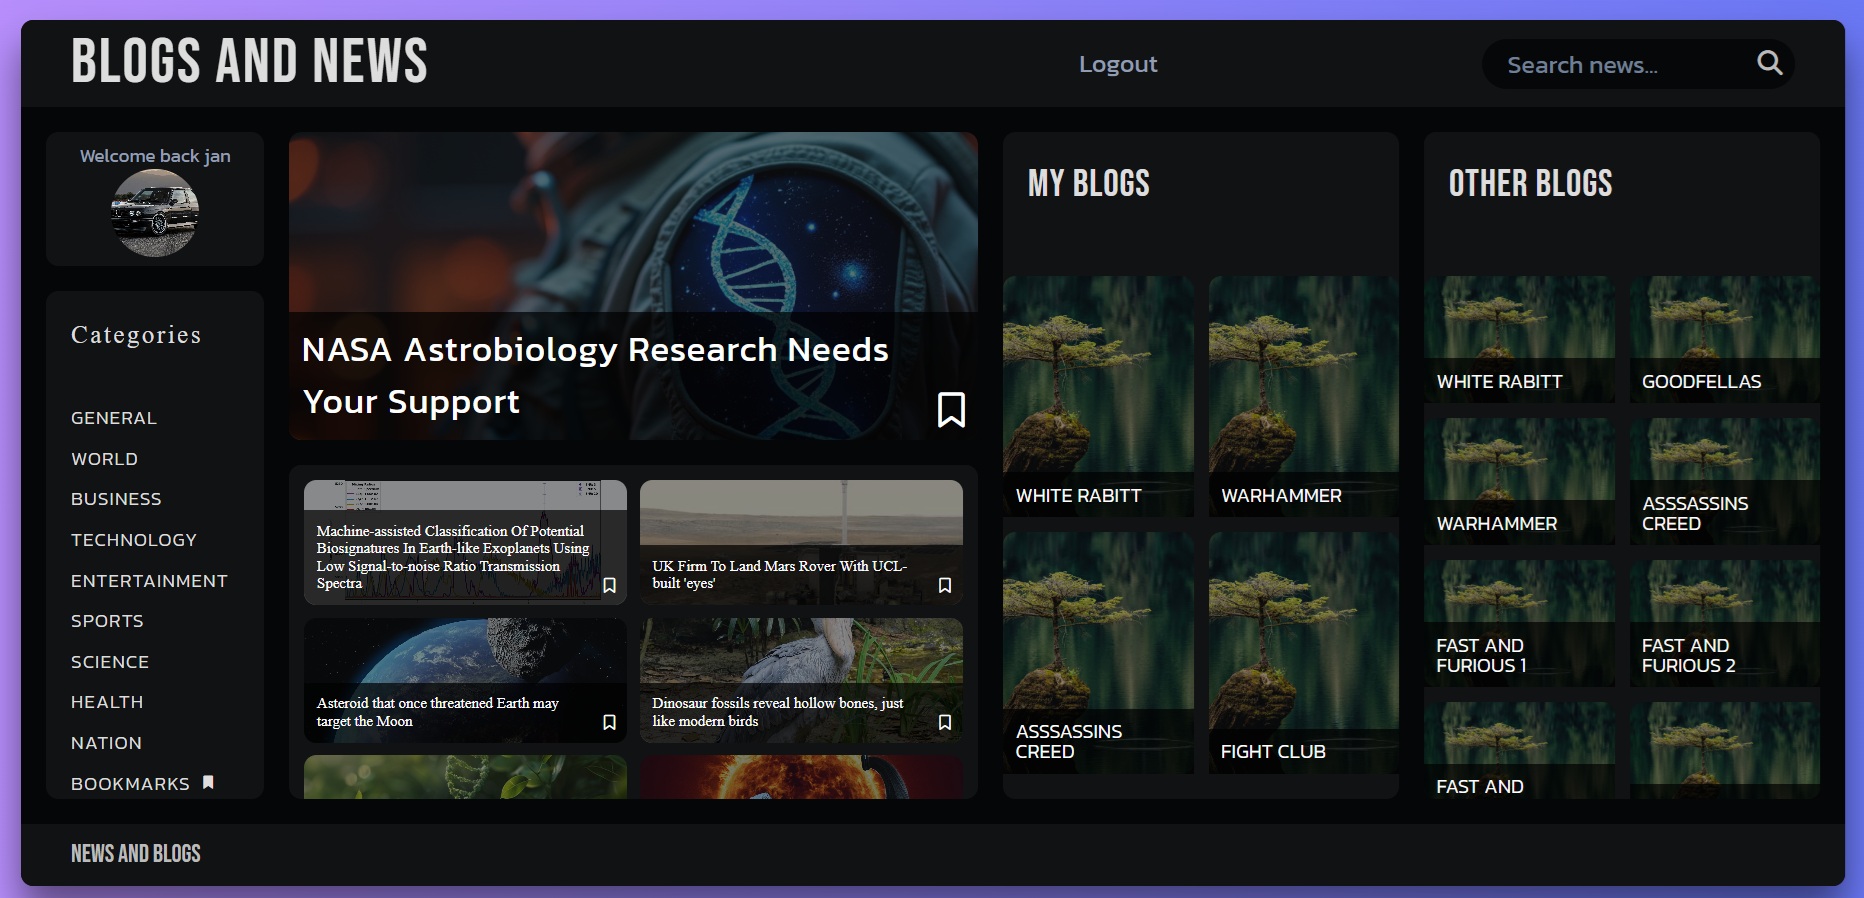 BLOGS AND NEWS
Logout
Search news...
Welcome back jan
Categories
GENERAL
WORLD
BUSINESS
TECHNOLOGY
ENTERTAINMENT
SPORTS
SCIENCE
HEALTH
NATION
BOOKMARKS
NASA Astrobiology Research Needs
Your Support
Machine-assisted Classification Of Potential
Biosignatures In Earth-like Exoplanets Using
Low Signal-to-noise Ratio Transmission
Spectra
UK Firm To Land Mars Rover With UCL-
built 'eyes'
Asteroid that once threatened Earth may
target the Moon
Dinosaur fossils reveal hollow bones, just
like modern birds
MY BLOGS
WHITE RABITT
WARHAMMER
ASSSASSINS
CREED
FIGHT CLUB
OTHER BLOGS
WHITE RABITT
GOODFELLAS
WARHAMMER
ASSSASSINS
CREED
FAST AND
FURIOUS 1
FAST AND
FURIOUS 2
FAST AND
NEWS AND BLOGS